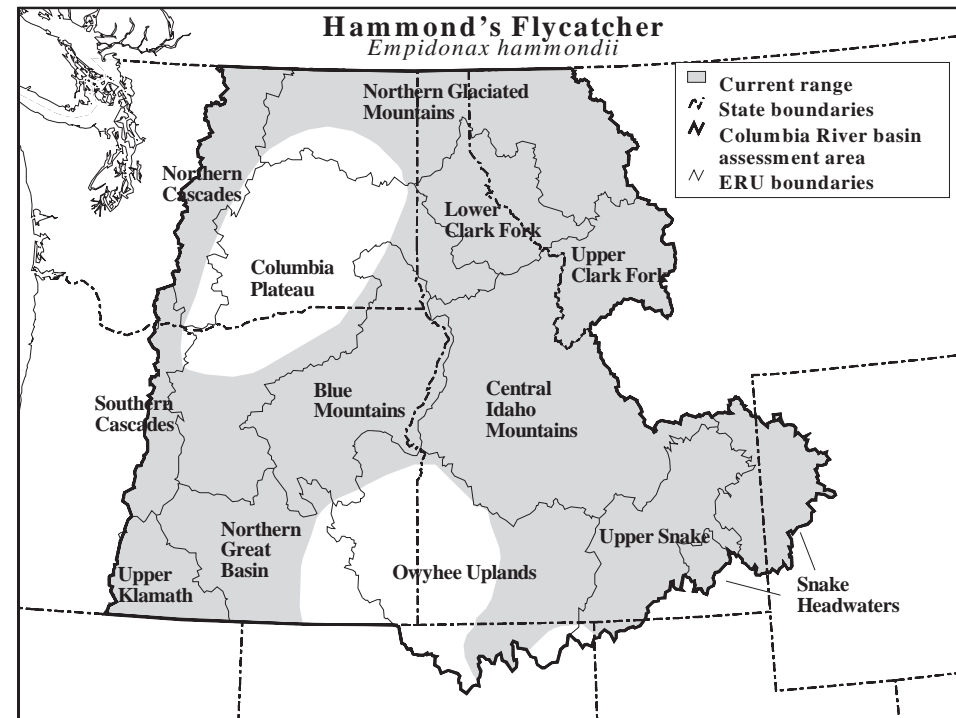 Hammond's Flycatcher
Empidonax hammondii
Current range
State boundaries
Columbia River basin
assessment area
ERU boundaries
Northern Glaciated
Mountains
Northern
Cascades
Lower
Clark Fork
Upper
Clark Fork
Columbia
Plateau
Blue
Mountains
Central
Idaho
Mountains
Southern
Cascades
Northern
Great
Basin
Upper Snake
Upper
Klamath
Owyhee Uplands
Snake
Headwaters